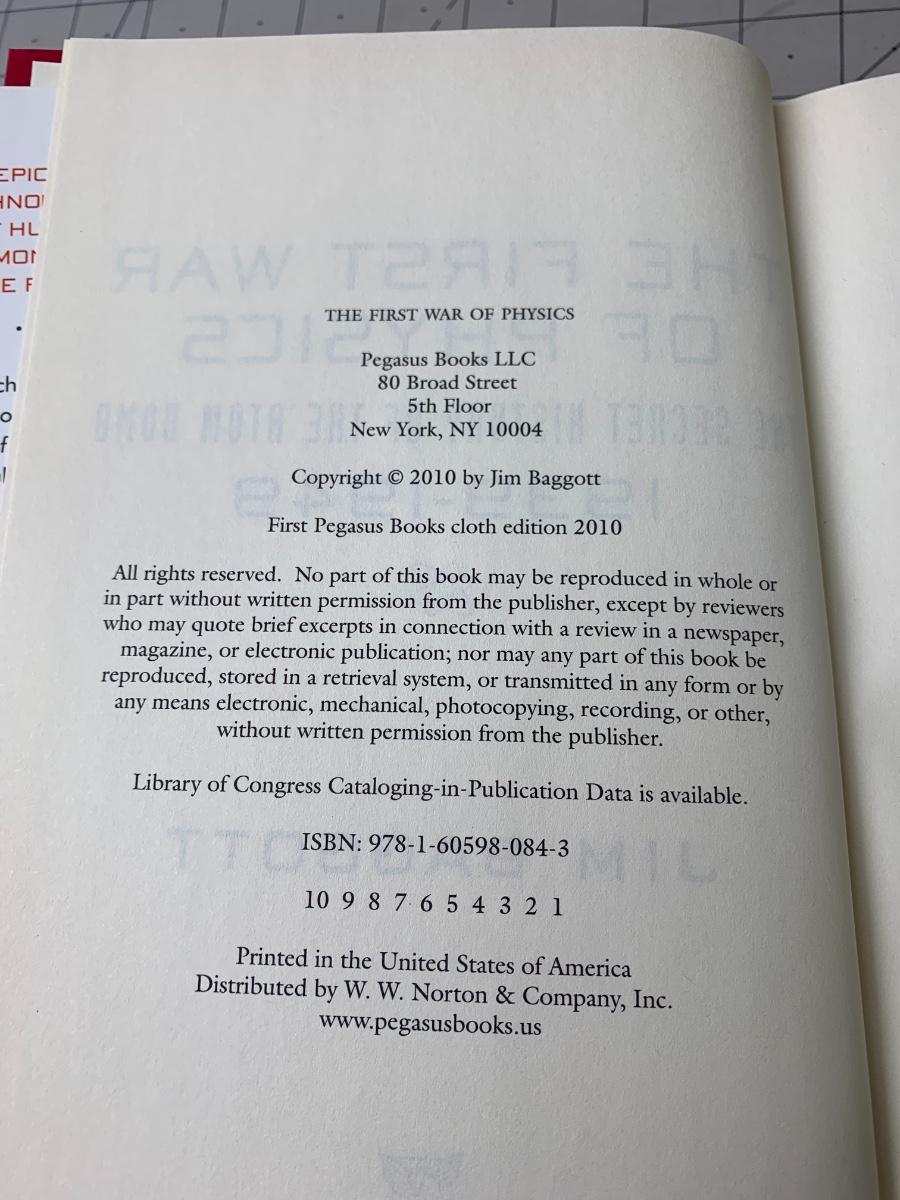 EPIC
HU
E F
THE FIRST WAR OF PHYSICS
Pegasus Books LLC
80 Broad Street
5th Floor
New York, NY 10004
Copyright © 2010 by Jim Baggott
First Pegasus Books cloth edition 2010
All rights reserved. No part of this book may be reproduced in whole or
in part without written permission from the publisher, except by reviewers
who may quote brief excerpts in connection with a review in a newspaper,
magazine, or electronic publication; nor may any part of this book be
reproduced, stored in a retrieval system, or transmitted in any form or by
any means electronic, mechanical, photocopying, recording, or other,
without written permission from the publisher.
Library of Congress Cataloging-in-Publication Data is available.
ISBN: 978-1-60598-084-3
10 9 8 7 6 5 4 3 2 1
Printed in the United States of America
Distributed by W. W. Norton & Company, Inc.
www.pegasusbooks.us